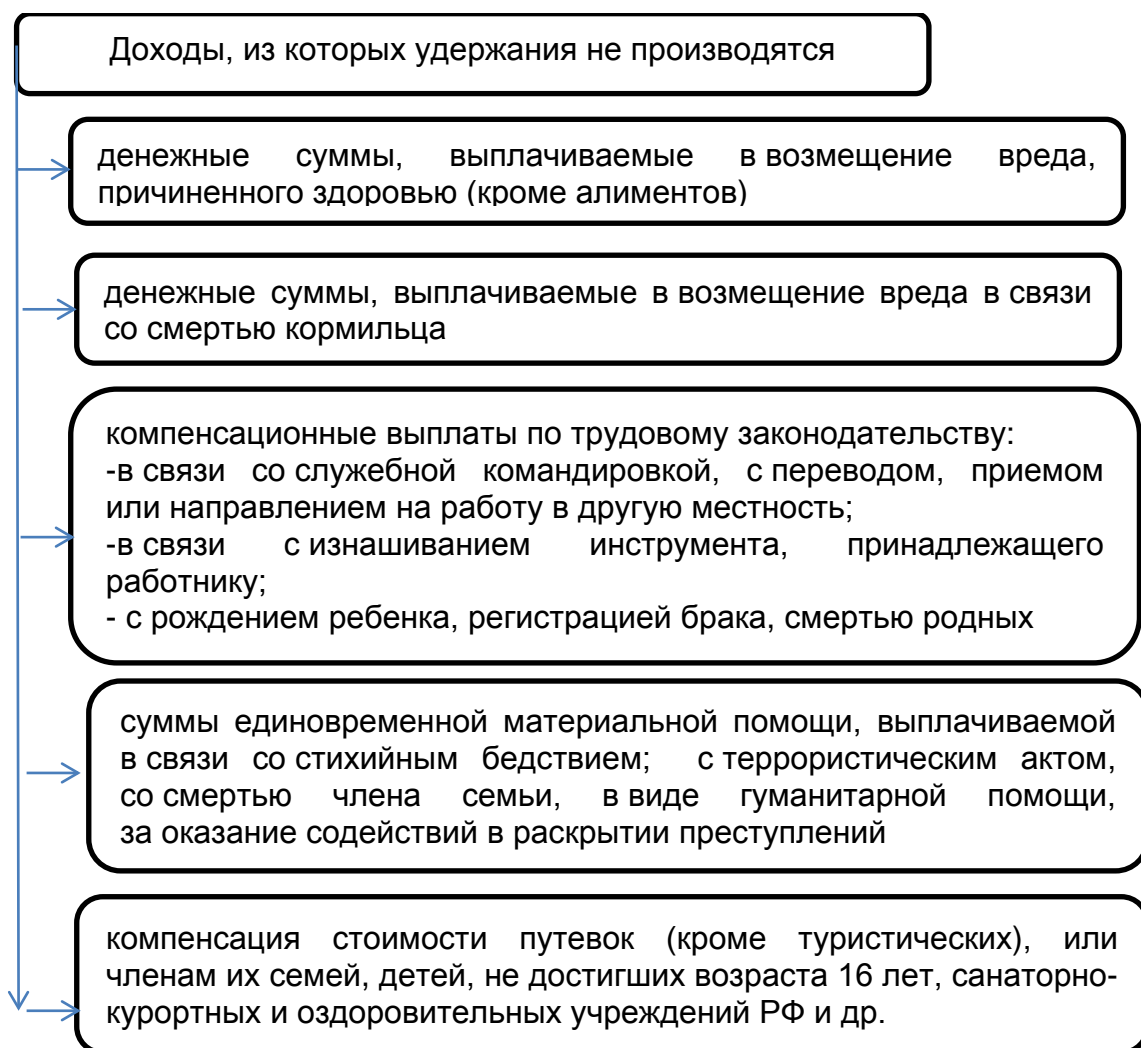 Доходы, из которых удержания не производятся
денежные суммы, выплачиваемые в возмещение вреда,
причиненного здоровью (кроме алиментов)
денежные суммы, выплачиваемые в возмещение вреда в связи
со смертью кормильца
компенсационные выплаты по трудовому законодательству:
-в связи со служебной командировкой, с переводом, приемом
или направлением на работу в другую местность;
-в связи с изнашиванием инструмента, принадлежащего
работнику;
- с рождением ребенка, регистрацией брака, смертью родных
суммы единовременной материальной помощи, выплачиваемой
в связи со стихийным бедствием; с террористическим актом,
со смертью члена семьи, в виде гуманитарной помощи,
за оказание содействий в раскрытии преступлений
компенсация стоимости путевок (кроме туристических), или
членам их семей, детей, не достигших возраста 16 лет, санаторно-
курортных и оздоровительных учреждений РФ и др.